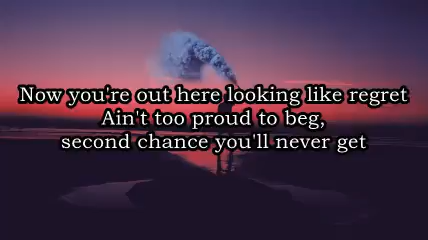 Now you're out here looking like regret
Ain't too proud to beg,
second chance you'll never get